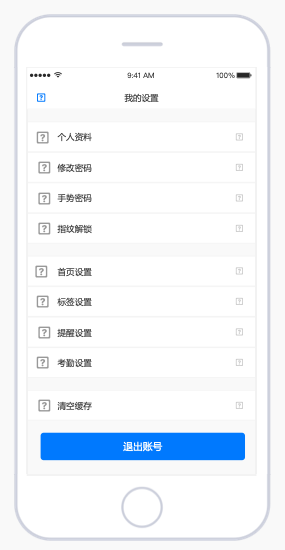 9:41 AM 100%
我的设置
个人资料
修改密码
手势密码
指纹解锁
首页设置
标签设置
提醒设置
考勤设置
清空缓存
退出账号